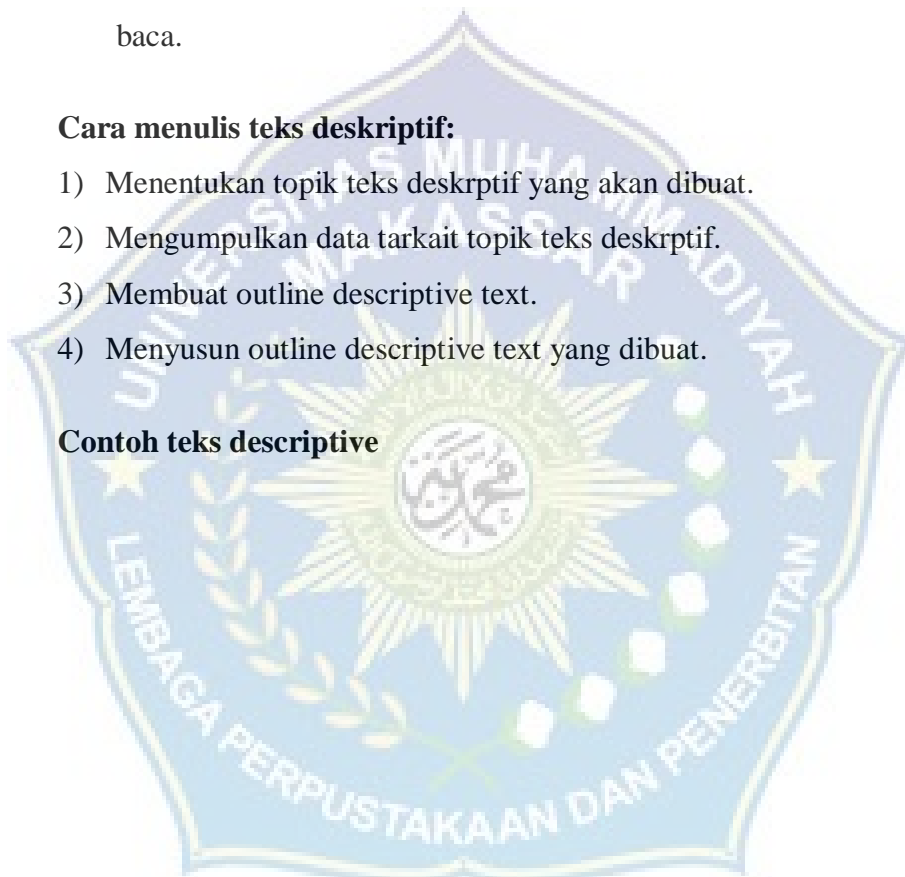 baca.
Cara menulis teks deskriptif:
1) Menentukan topik teks deskrptif yang akan dibuat.
2) Mengumpulkan data tarkait topik teks deskrptif.
3) Membuat outline descriptive text.
4) Menyusun outline descriptive text yang dibuat.
Contoh teks descriptive
UNIVERSITAS MUHAMMADIYAH
MAKASSAR
LEMBAGA PERPUSTAKAAN DAN PENERBITAN